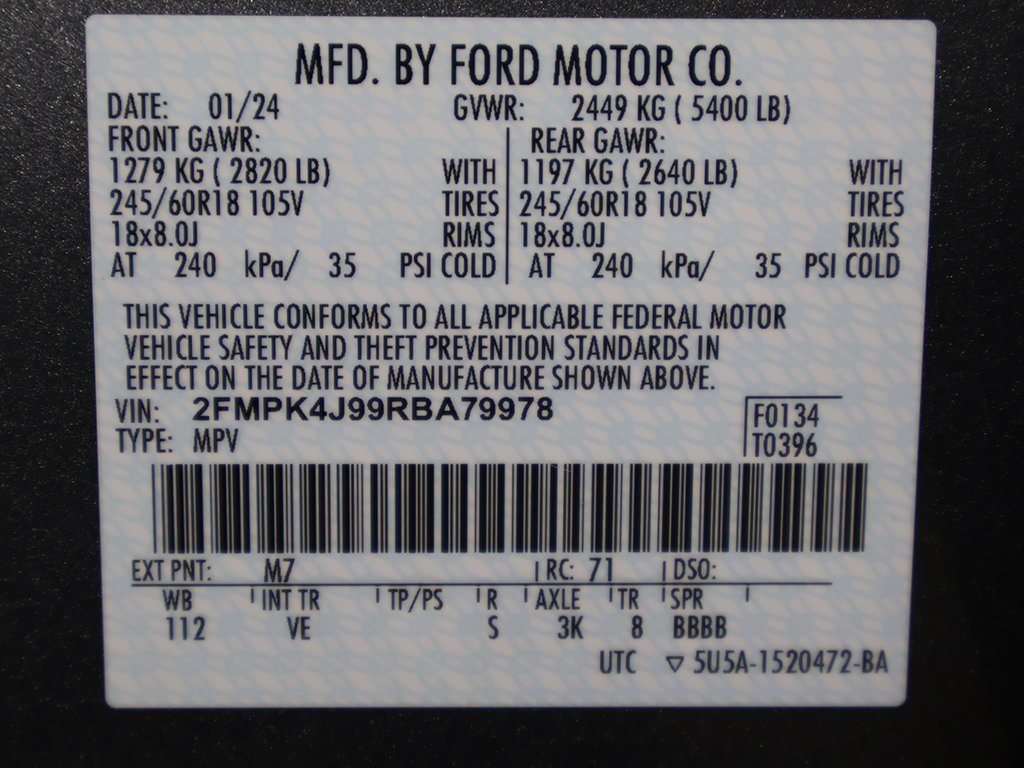 MFD. BY FORD MOTOR CO.
DATE: 01/24 GVWR: 2449 KG ( 5400 LB)
FRONT GAWR: REAR GAWR:
1279 KG ( 2820 LB) WITH 1197 KG ( 2640 LB) WITH
245/60R18 105V TIRES 245/60R18 105V TIRES
18x8.0J RIMS 18x8.0J RIMS
AT 240 kPa/ 35 PSI COLD AT 240 kPa/ 35 PSI COLD
THIS VEHICLE CONFORMS TO ALL APPLICABLE FEDERAL MOTOR
VEHICLE SAFETY AND THEFT PREVENTION STANDARDS IN
EFFECT ON THE DATE OF MANUFACTURE SHOWN ABOVE.
VIN: 2FMPK4J99RBA79978 F0134
TYPE: MPV T0396
EXT PNT: M7 RC: 71 DSO:
WB INT TR TP/PS R AXLE TR SPR
112 VE S 3K 8 BBBB
UTC ▽ 5U5A-1520472-BA